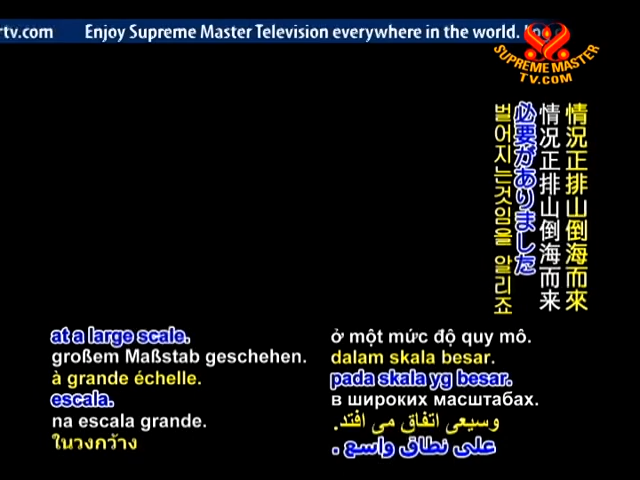 rtv.com Enjoy Supreme Master Television everywhere in the world.
SUPREME MASTER
TV.COM
情況正排山倒海而來
情况正排山倒海而来
必要がありました
벌어지는것임을 알리죠
at a large scale.
großem Maßstab geschehen.
à grande échelle.
escala.
na escala grande.
ในวงกว้าง
ở một mức độ quy mô.
dalam skala besar.
pada skala yg besar.
в широких масштабах.
وسیعی اتفاق می افتد.
على نطاق واسع .